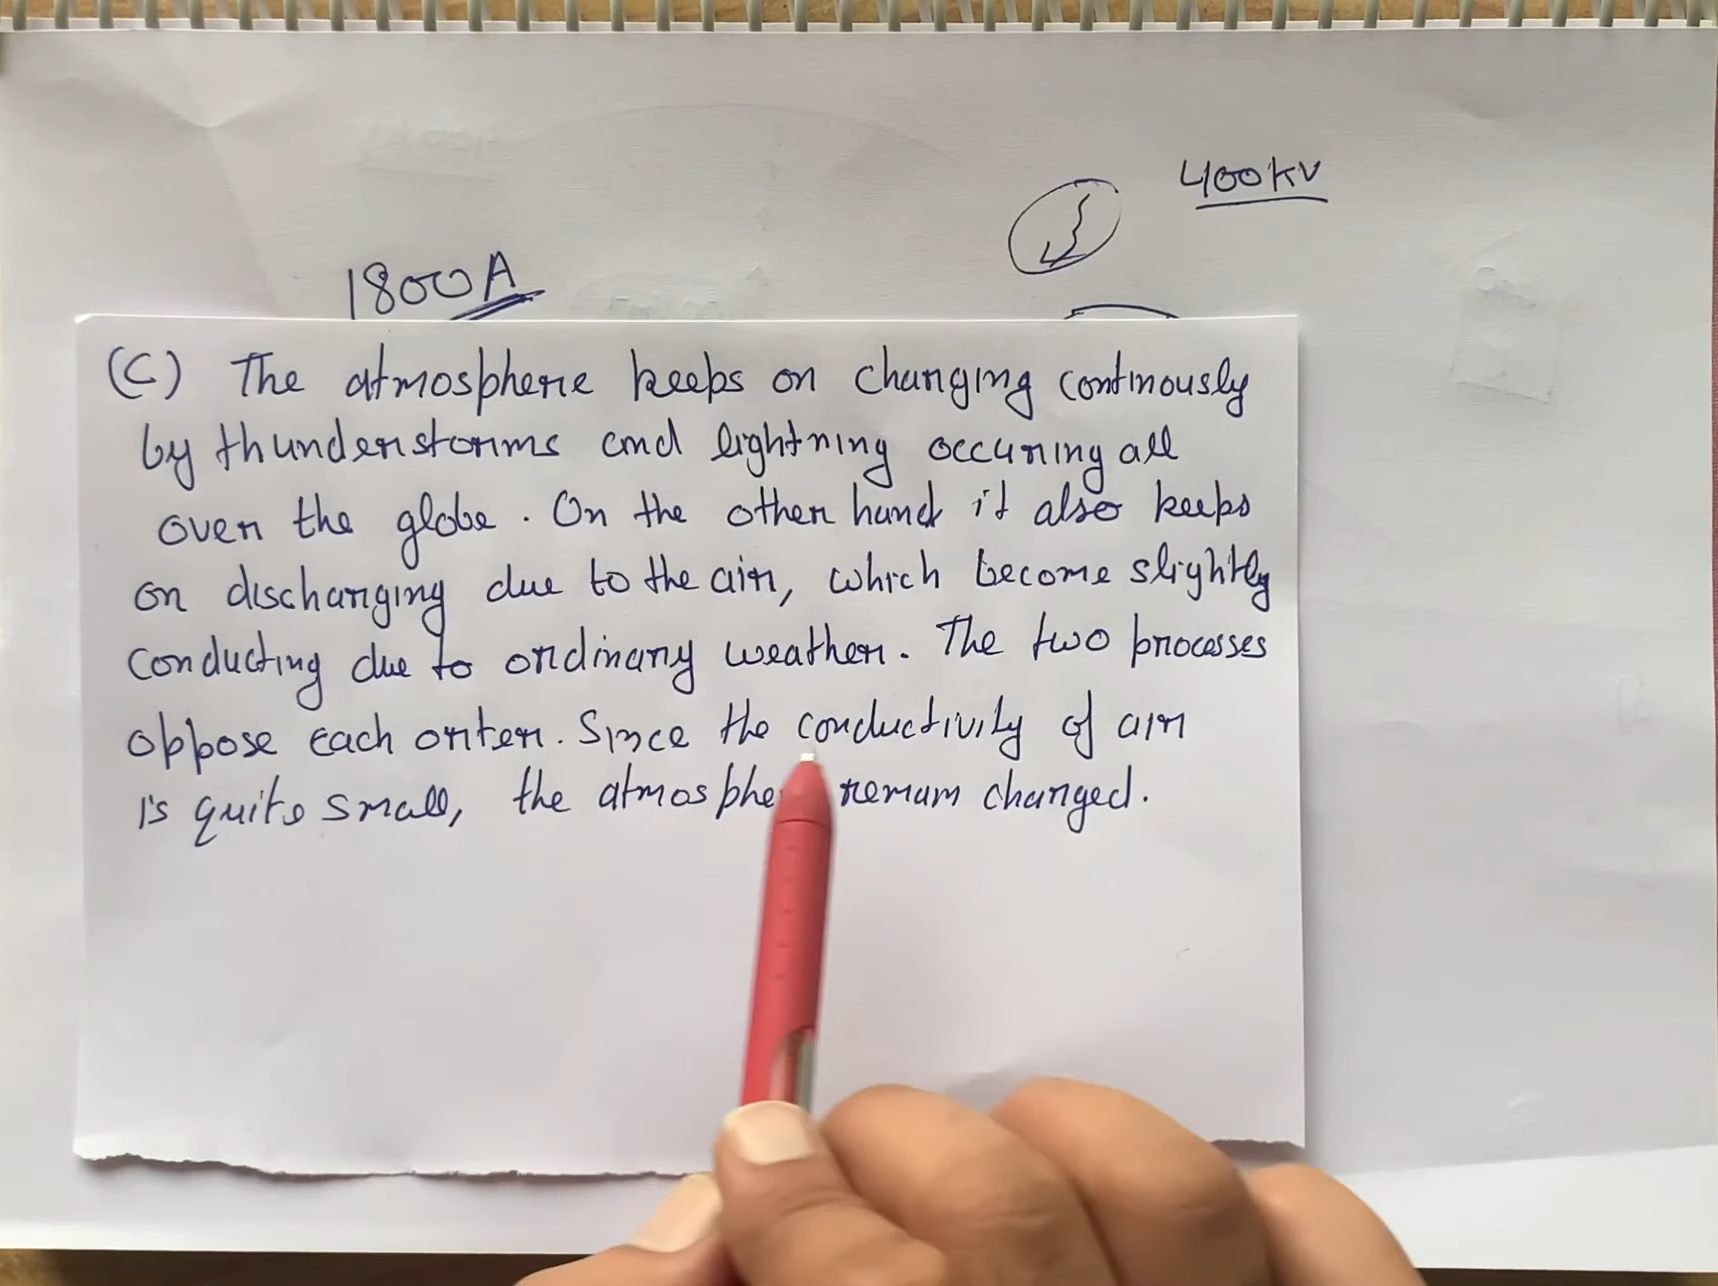 400KV
1800A
(C) The atmosphere keeps on charging continously
by thunderstorms and lightning occuring all
over the globe. On the other hand it also keeps
on discharging due to the air, which become slightly
conducting due to ordinary weather. The two processes
oppose each orter. Since the conductivity of air
is quite small, the atmosphe remain charged.